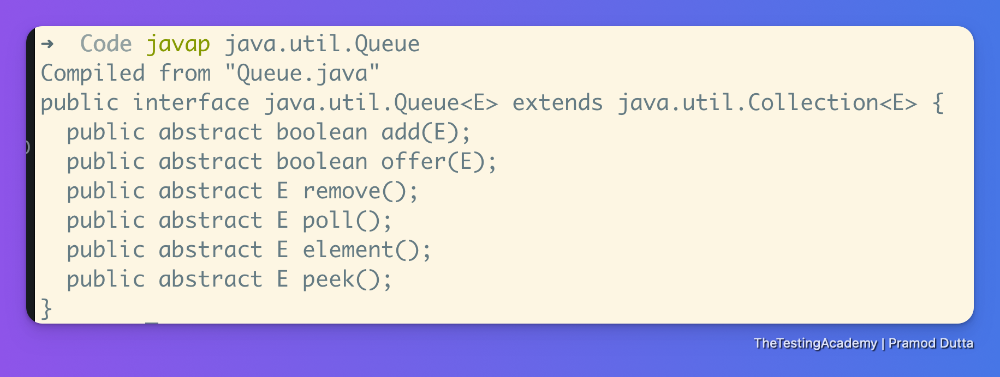 ➜  Code javap java.util.Queue
Compiled from "Queue.java"
public interface java.util.Queue<E> extends java.util.Collection<E> {
  public abstract boolean add(E);
  public abstract boolean offer(E);
  public abstract E remove();
  public abstract E poll();
  public abstract E element();
  public abstract E peek();
}
TheTestingAcademy | Pramod Dutta